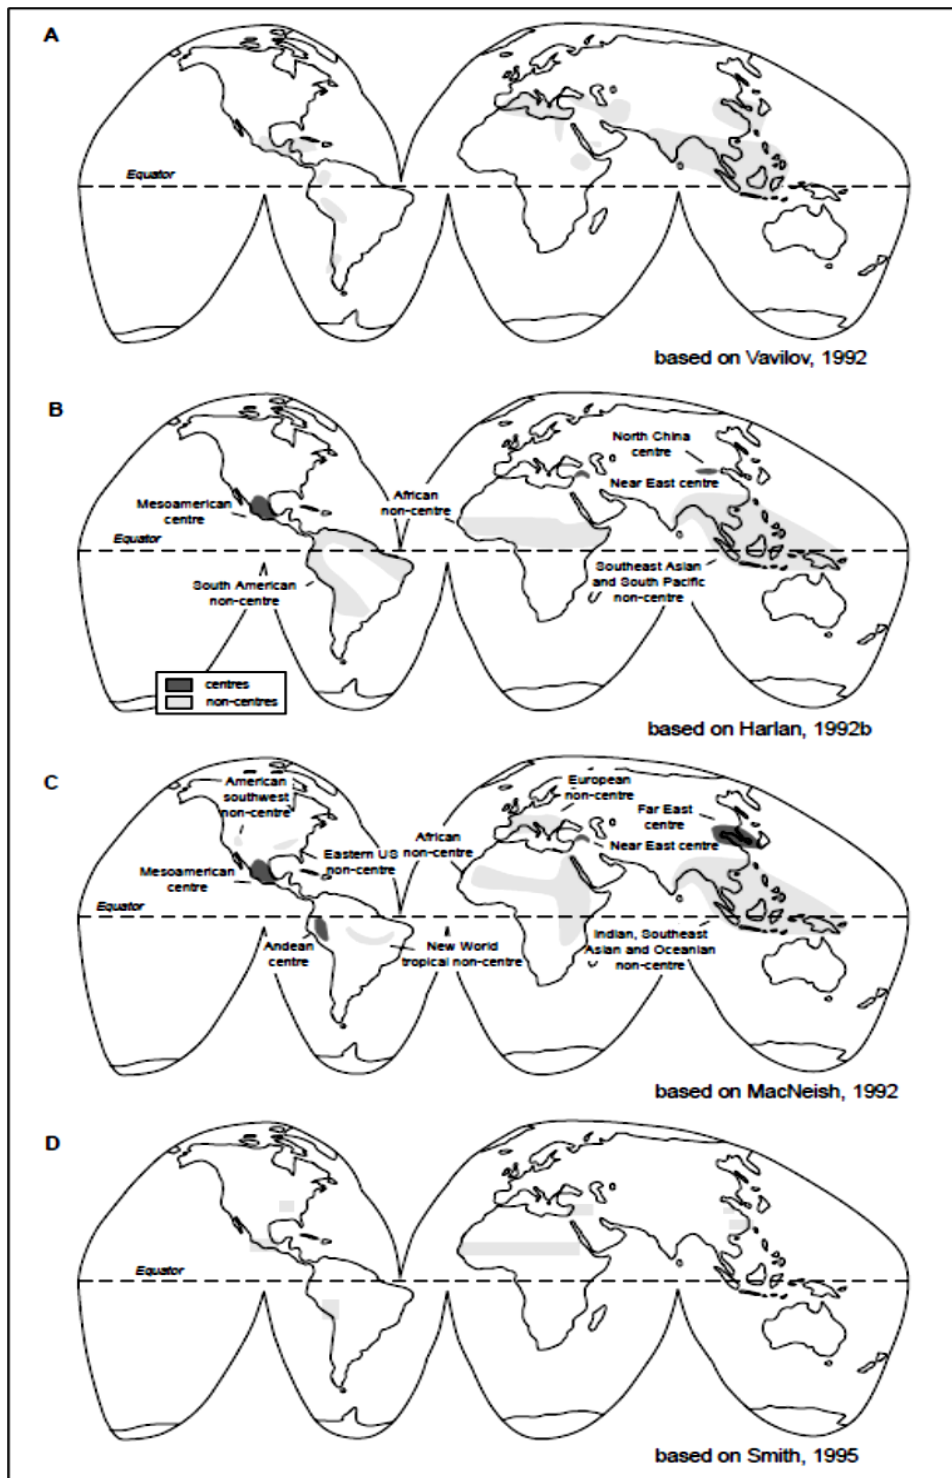 A
Equator
based on Vavilov, 1992
B
North China
centre
Near East centre
African
non-centre
Mesoamerican
centre
Equator
South American
non-centre
Southeast Asian
and South Pacific
non-centre
centres
non-centres
based on Harlan, 1992b
C
American
southwest
non-centre
European
non-centre
Far East
centre
African
non-centre
Near East centre
Eastern US
non-centre
Mesoamerican
centre
Equator
Andean
centre
New World
tropical non-centre
Indian, Southeast
Asian and Oceanian
non-centre
based on MacNeish, 1992
D
Equator
based on Smith, 1995